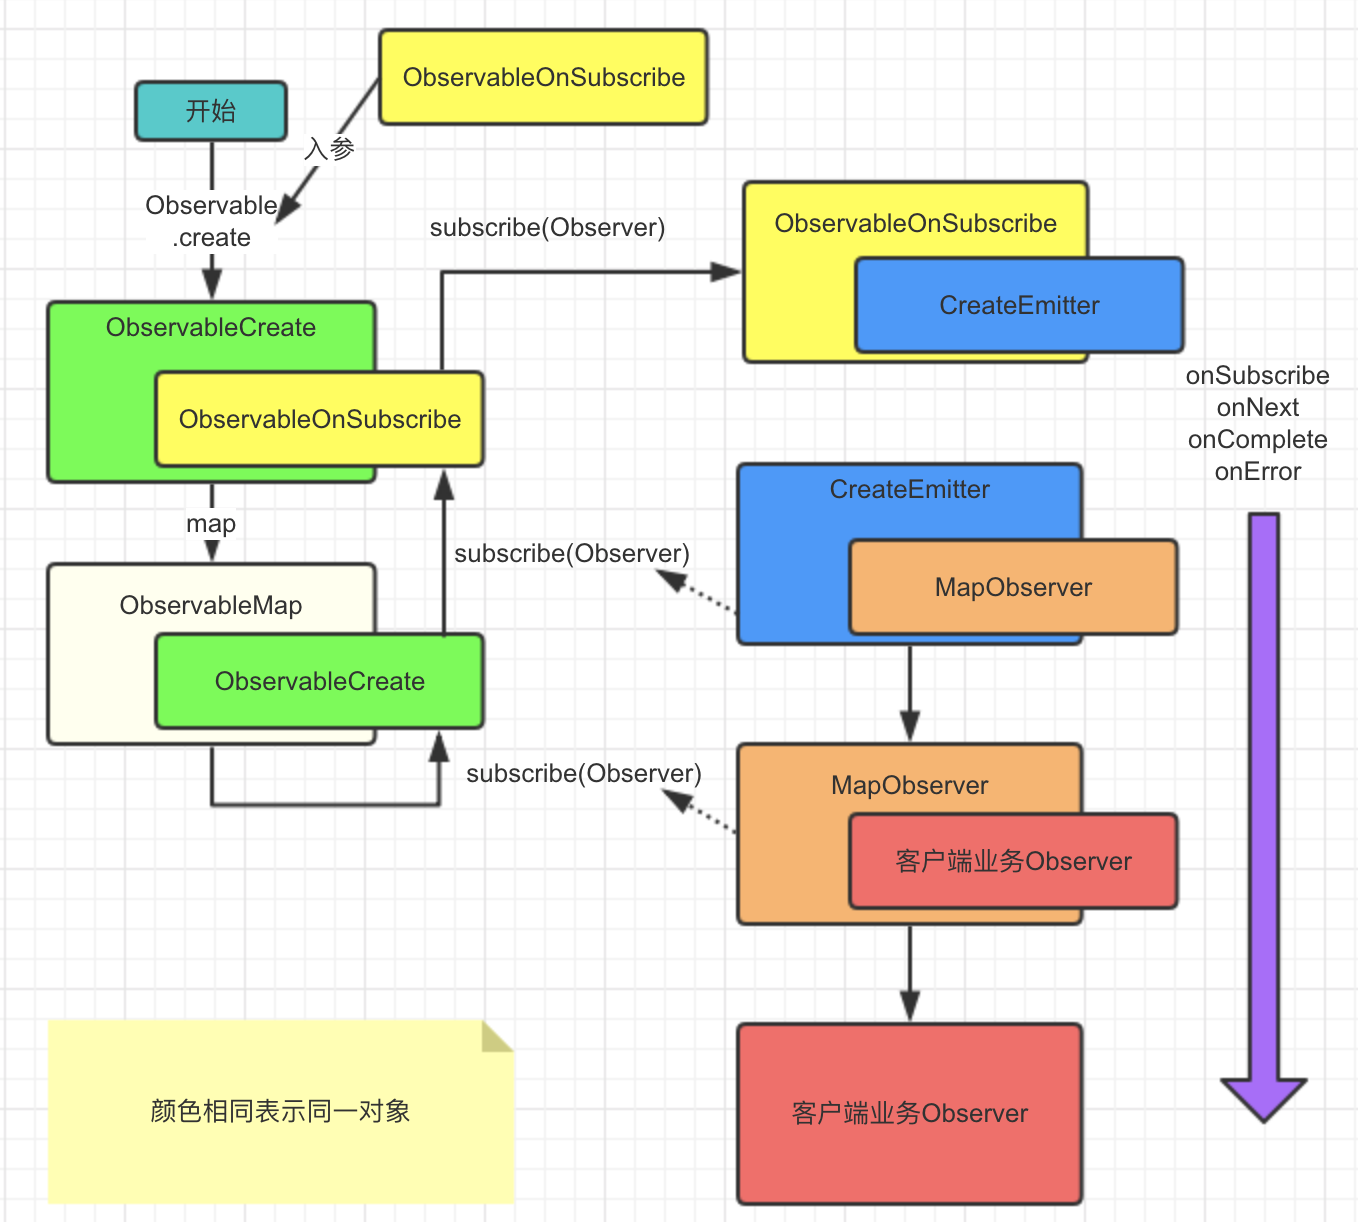 ObservableOnSubscribe
开始
入参
Observable
.create
subscribe(Observer)
ObservableOnSubscribe
CreateEmitter
ObservableCreate
ObservableOnSubscribe
onSubscribe
onNext
onComplete
onError
map
CreateEmitter
subscribe(Observer)
MapObserver
ObservableMap
ObservableCreate
subscribe(Observer)
MapObserver
客户端业务Observer
颜色相同表示同一对象
客户端业务Observer